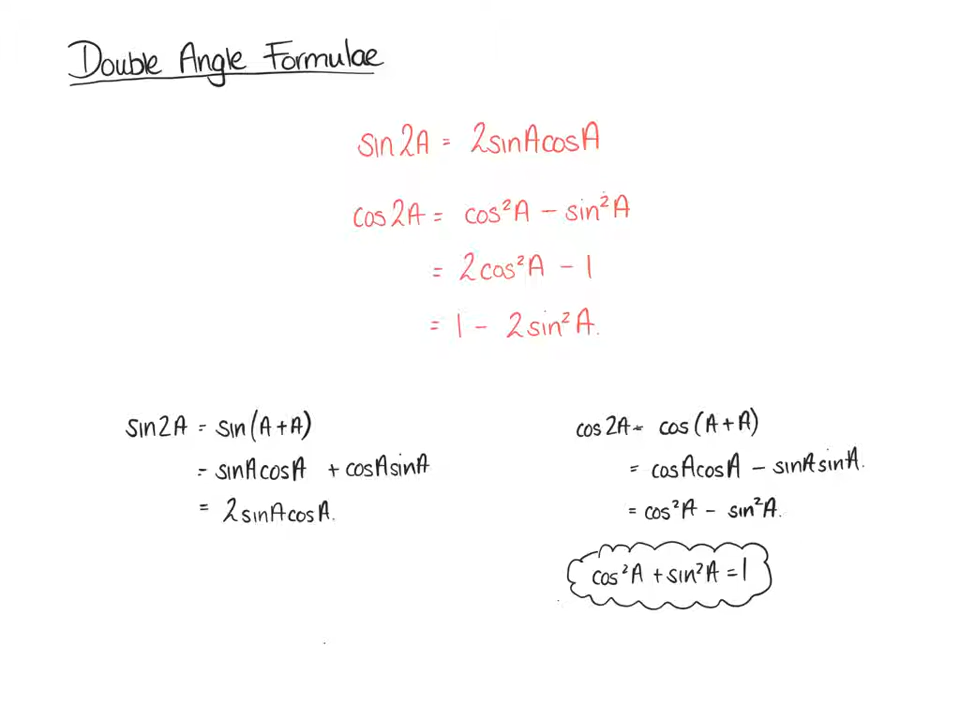 Double Angle Formulae
sin2A = 2sinAcosA
cos2A = cos²A − sin²A
= 2cos²A − 1
= 1 − 2sin²A.
sin2A = sin(A+A)
= sinAcosA + cosAsinA
= 2sinAcosA.
cos2A = cos(A+A)
= cosAcosA − sinAsinA.
= cos²A − sin²A.
cos²A + sin²A = 1